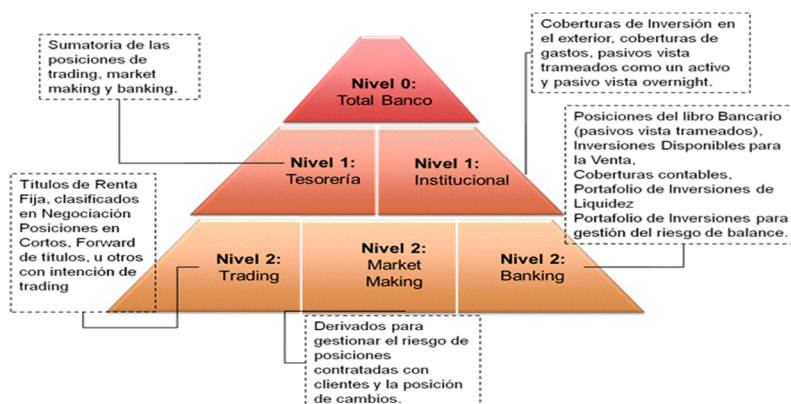 Sumatoria de las
posiciones de
trading, market
making y banking.
Coberturas de Inversión en
el exterior, coberturas de
gastos, pasivos vista
trameados como un activo
y pasivo vista overnight.
Nivel 0:
Total Banco
Nivel 1:
Tesorería
Nivel 1:
Institucional
Posiciones del libro Bancario
(pasivos vista trameados),
Inversiones Disponibles para
la Venta,
Coberturas contables,
Portafolio de Inversiones de
Liquidez
Portafolio de Inversiones para
gestión del riesgo de balance.
Títulos de Renta
Fija, clasificados
en Negociación
Posiciones en
Cortos, Forward
de títulos, u otros
con intención de
trading
Nivel 2:
Trading
Nivel 2:
Market
Making
Nivel 2:
Banking
Derivados para
gestionar el riesgo de
posiciones
contratadas con
clientes y la posición
de cambios.